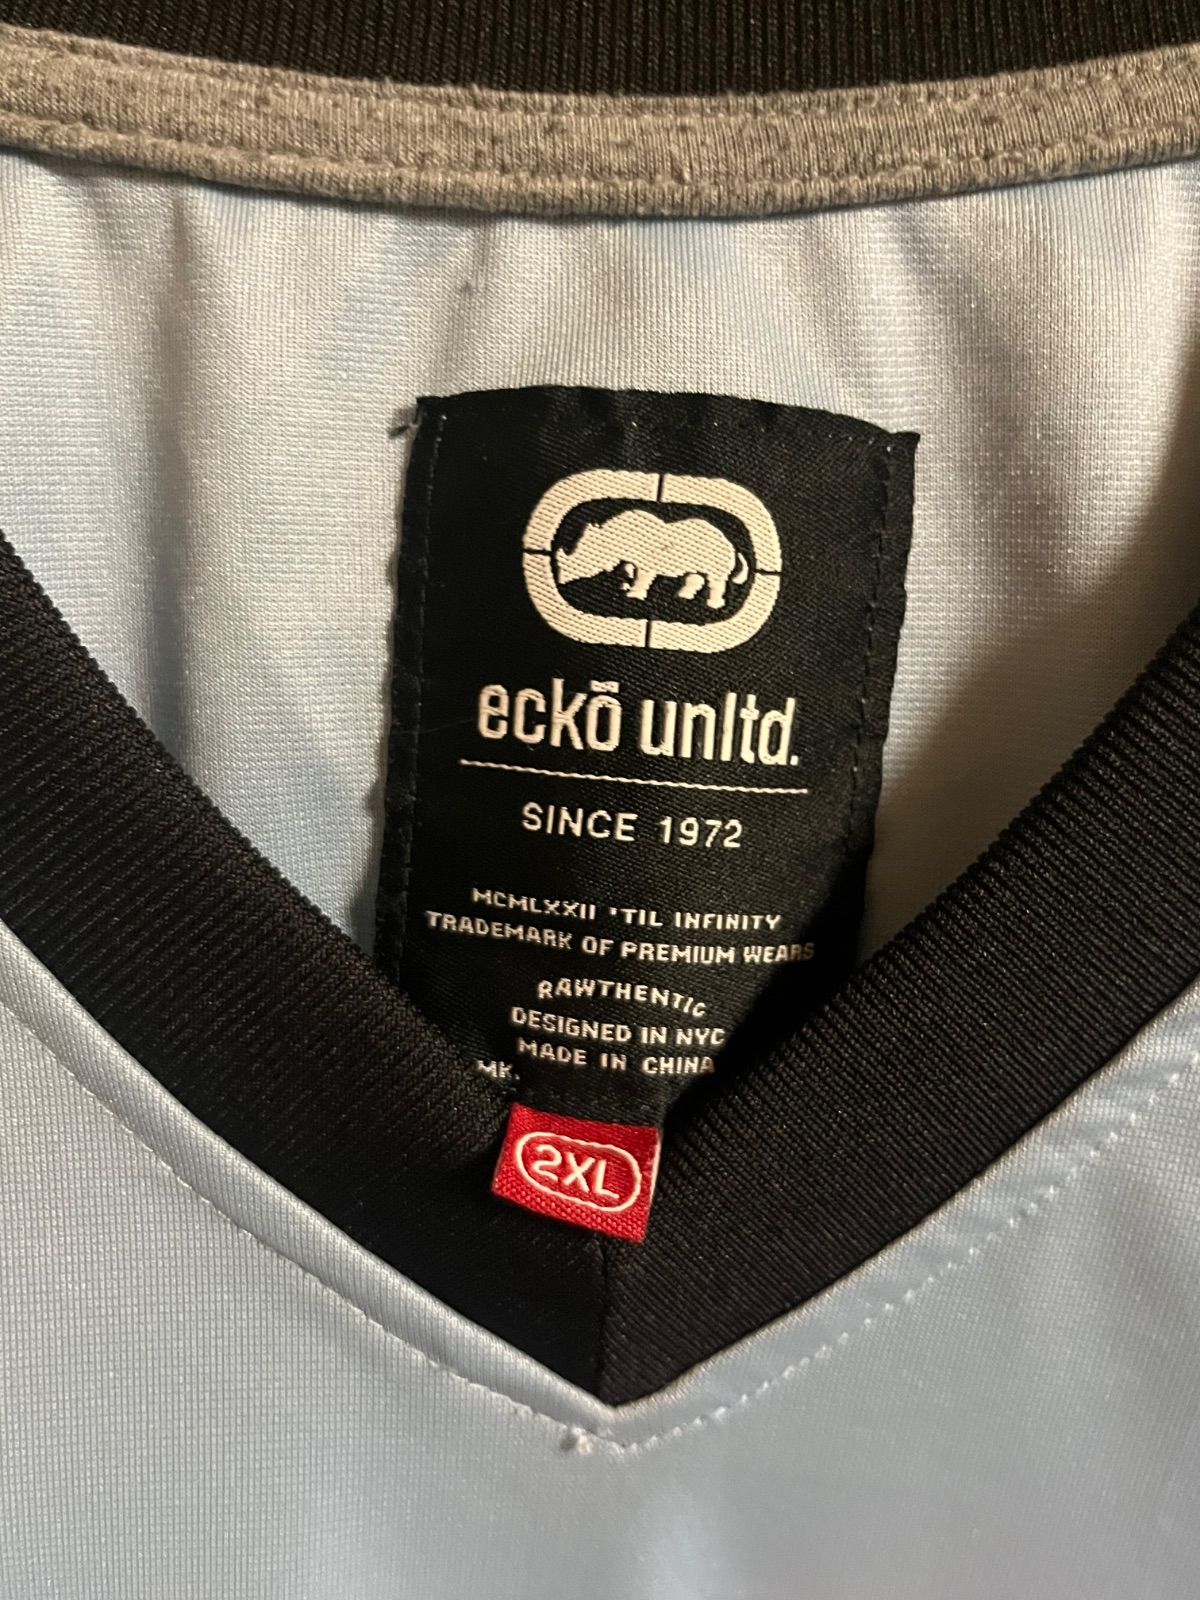 eckō unltd.
SINCE 1972
MCMLXXII 'TIL INFINITY
TRADEMARK OF PREMIUM WEARS
RAWTHENTIC
DESIGNED IN NYC
MADE IN CHINA
MK.
2XL